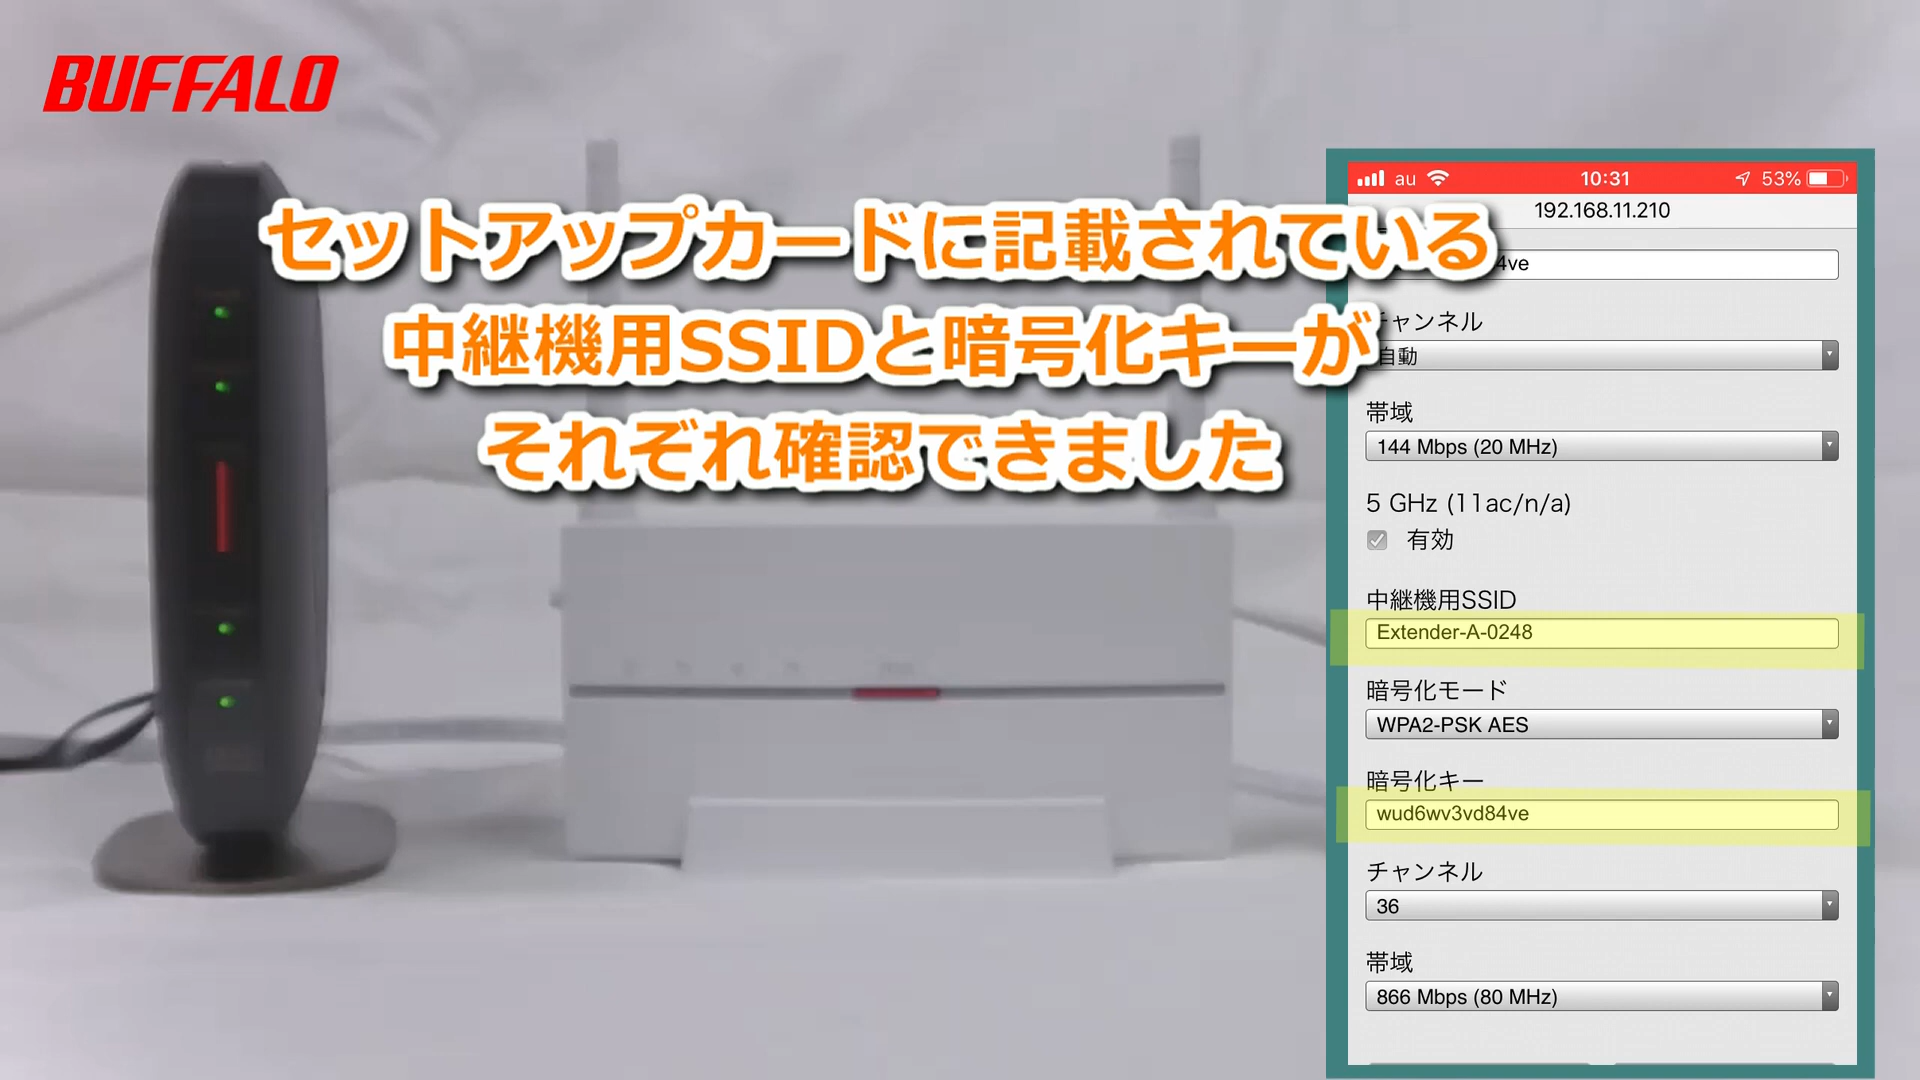 BUFFALO
セットアップカードに記載されている
中継機用SSIDと暗号化キーが
それぞれ確認できました
au 10:31 53%
192.168.11.210
4ve
チャンネル
自動
帯域
144 Mbps (20 MHz)
5 GHz (11ac/n/a)
有効
中継機用SSID
Extender-A-0248
暗号化モード
WPA2-PSK AES
暗号化キー
wud6wv3vd84ve
チャンネル
36
帯域
866 Mbps (80 MHz)